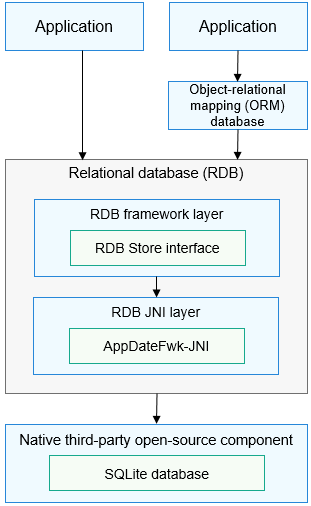 Application
Application
Object-relational
mapping (ORM)
database
Relational database (RDB)
RDB framework layer
RDB Store interface
RDB JNI layer
AppDateFwk-JNI
Native third-party open-source component
SQLite database